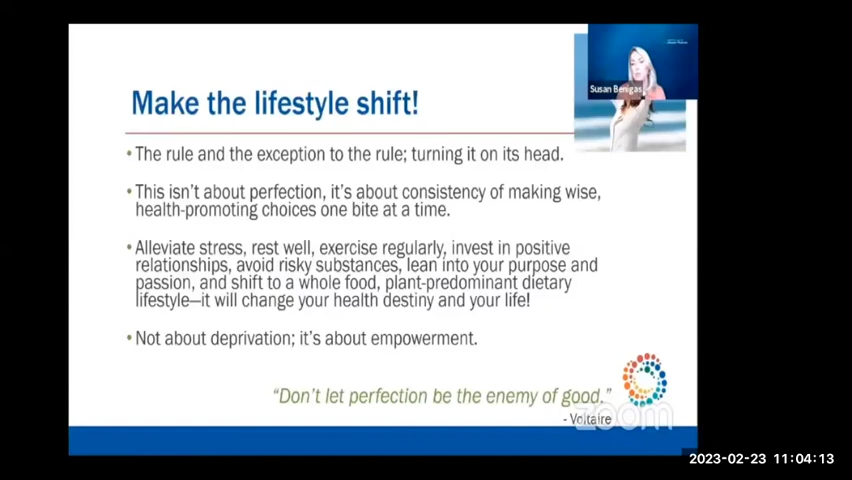 Susan Benigas
Make the lifestyle shift!
•The rule and the exception to the rule; turning it on its head.
•This isn't about perfection, it's about consistency of making wise,
health-promoting choices one bite at a time.
•Alleviate stress, rest well, exercise regularly, invest in positive
relationships, avoid risky substances, lean into your purpose and
passion, and shift to a whole food, plant-predominant dietary
lifestyle—it will change your health destiny and your life!
•Not about deprivation; it's about empowerment.
"Don't let perfection be the enemy of good."
- Voltaire
zoom
2023-02-23 11:04:13